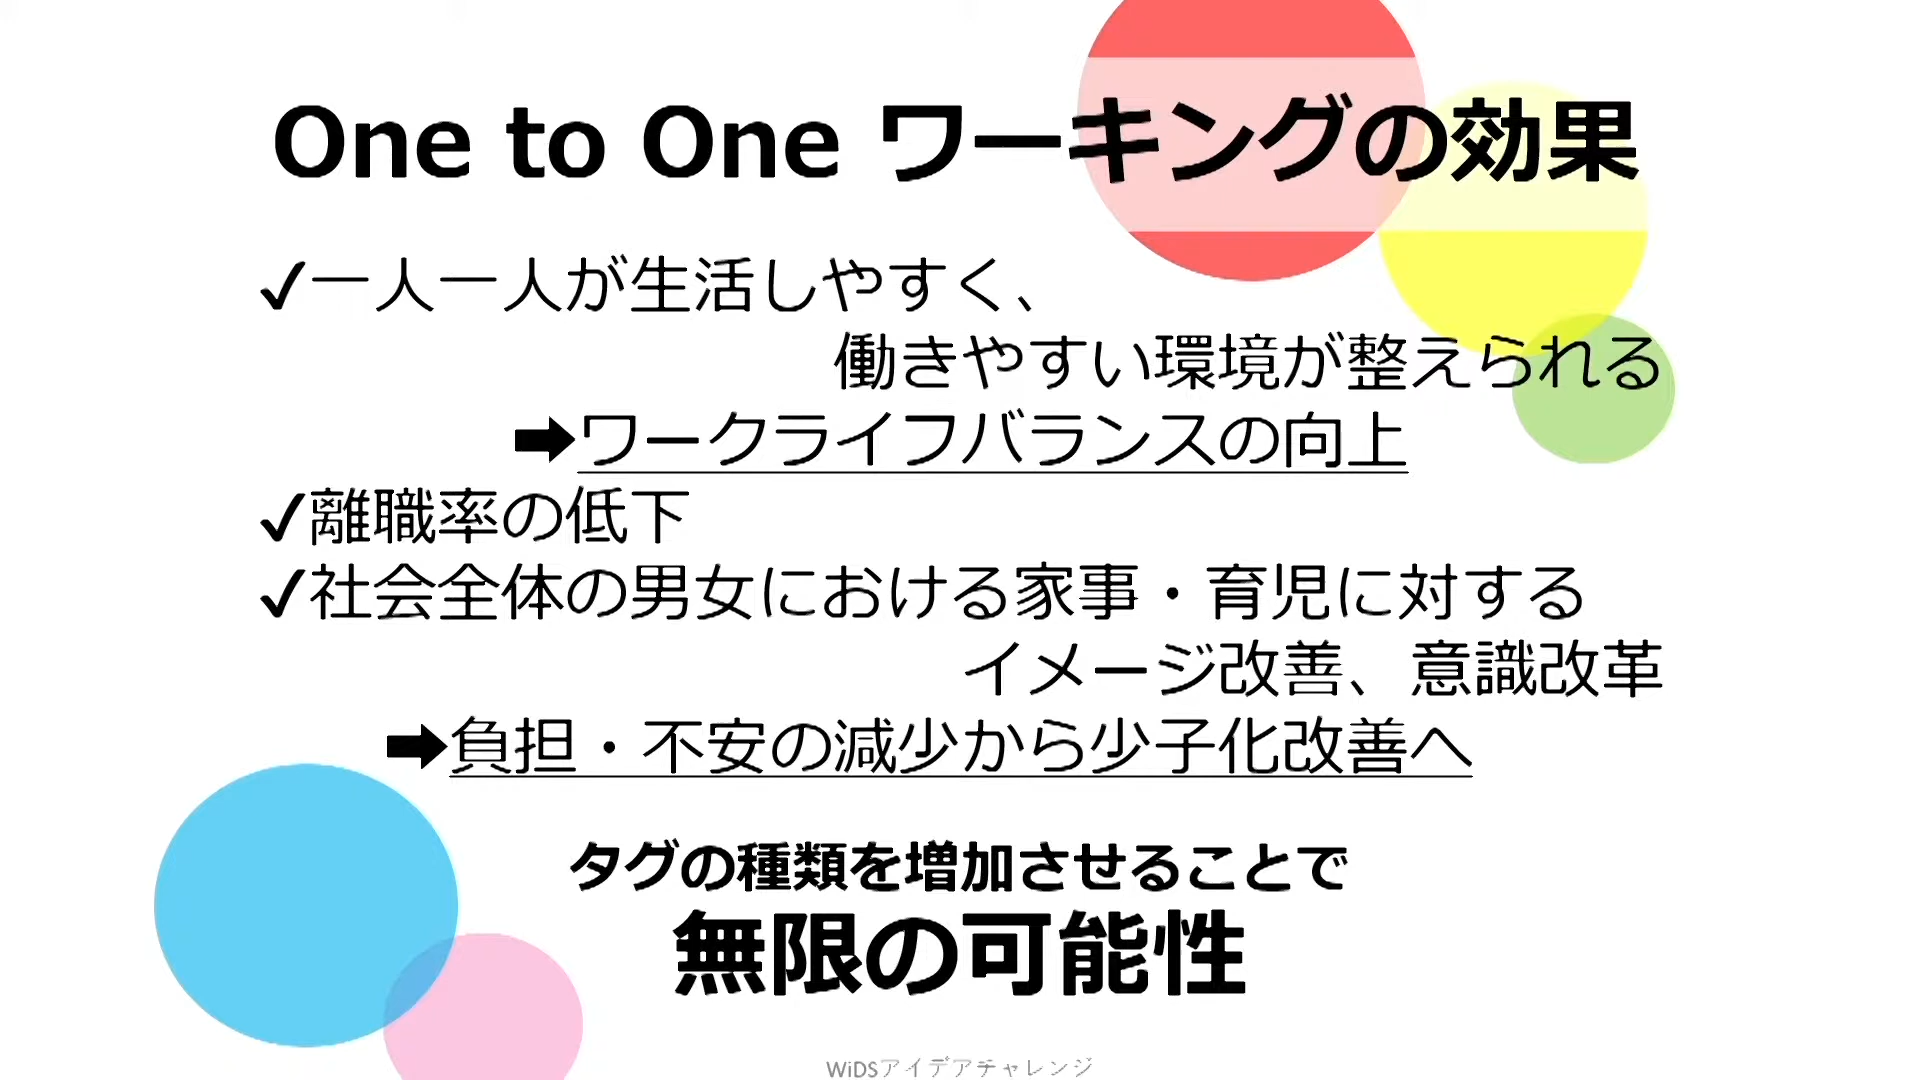 One to One ワーキングの効果
✓一人一人が生活しやすく、
働きやすい環境が整えられる
➡ワークライフバランスの向上
✓離職率の低下
✓社会全体の男女における家事・育児に対する
イメージ改善、意識改革
➡負担・不安の減少から少子化改善へ
タグの種類を増加させることで
無限の可能性
WiDSアイデアチャレンジ